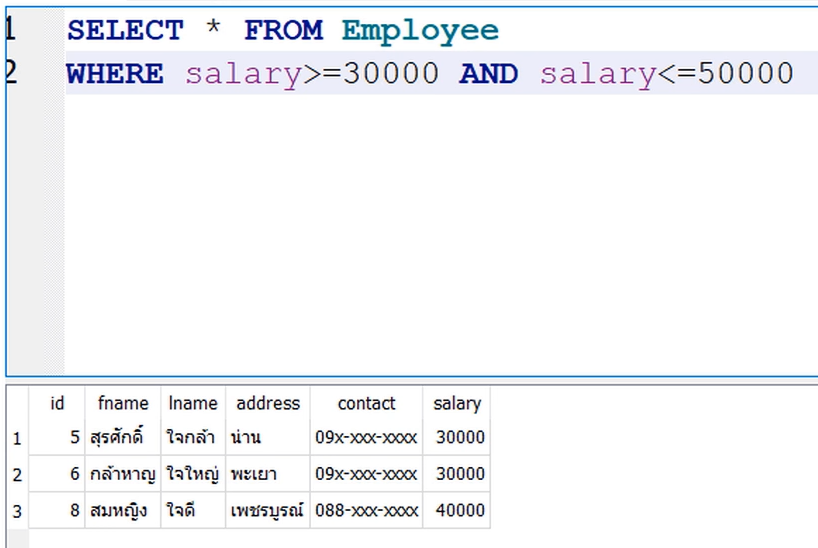 1 SELECT * FROM Employee
2 WHERE salary>=30000 AND salary<=50000
id fname lname address contact salary
1 5 สุรศักดิ์ ใจกล้า น่าน 09x-xxx-xxxx 30000
2 6 กล้าหาญ ใจใหญ่ พะเยา 09x-xxx-xxxx 30000
3 8 สมหญิง ใจดี เพชรบูรณ์ 088-xxx-xxxx 40000